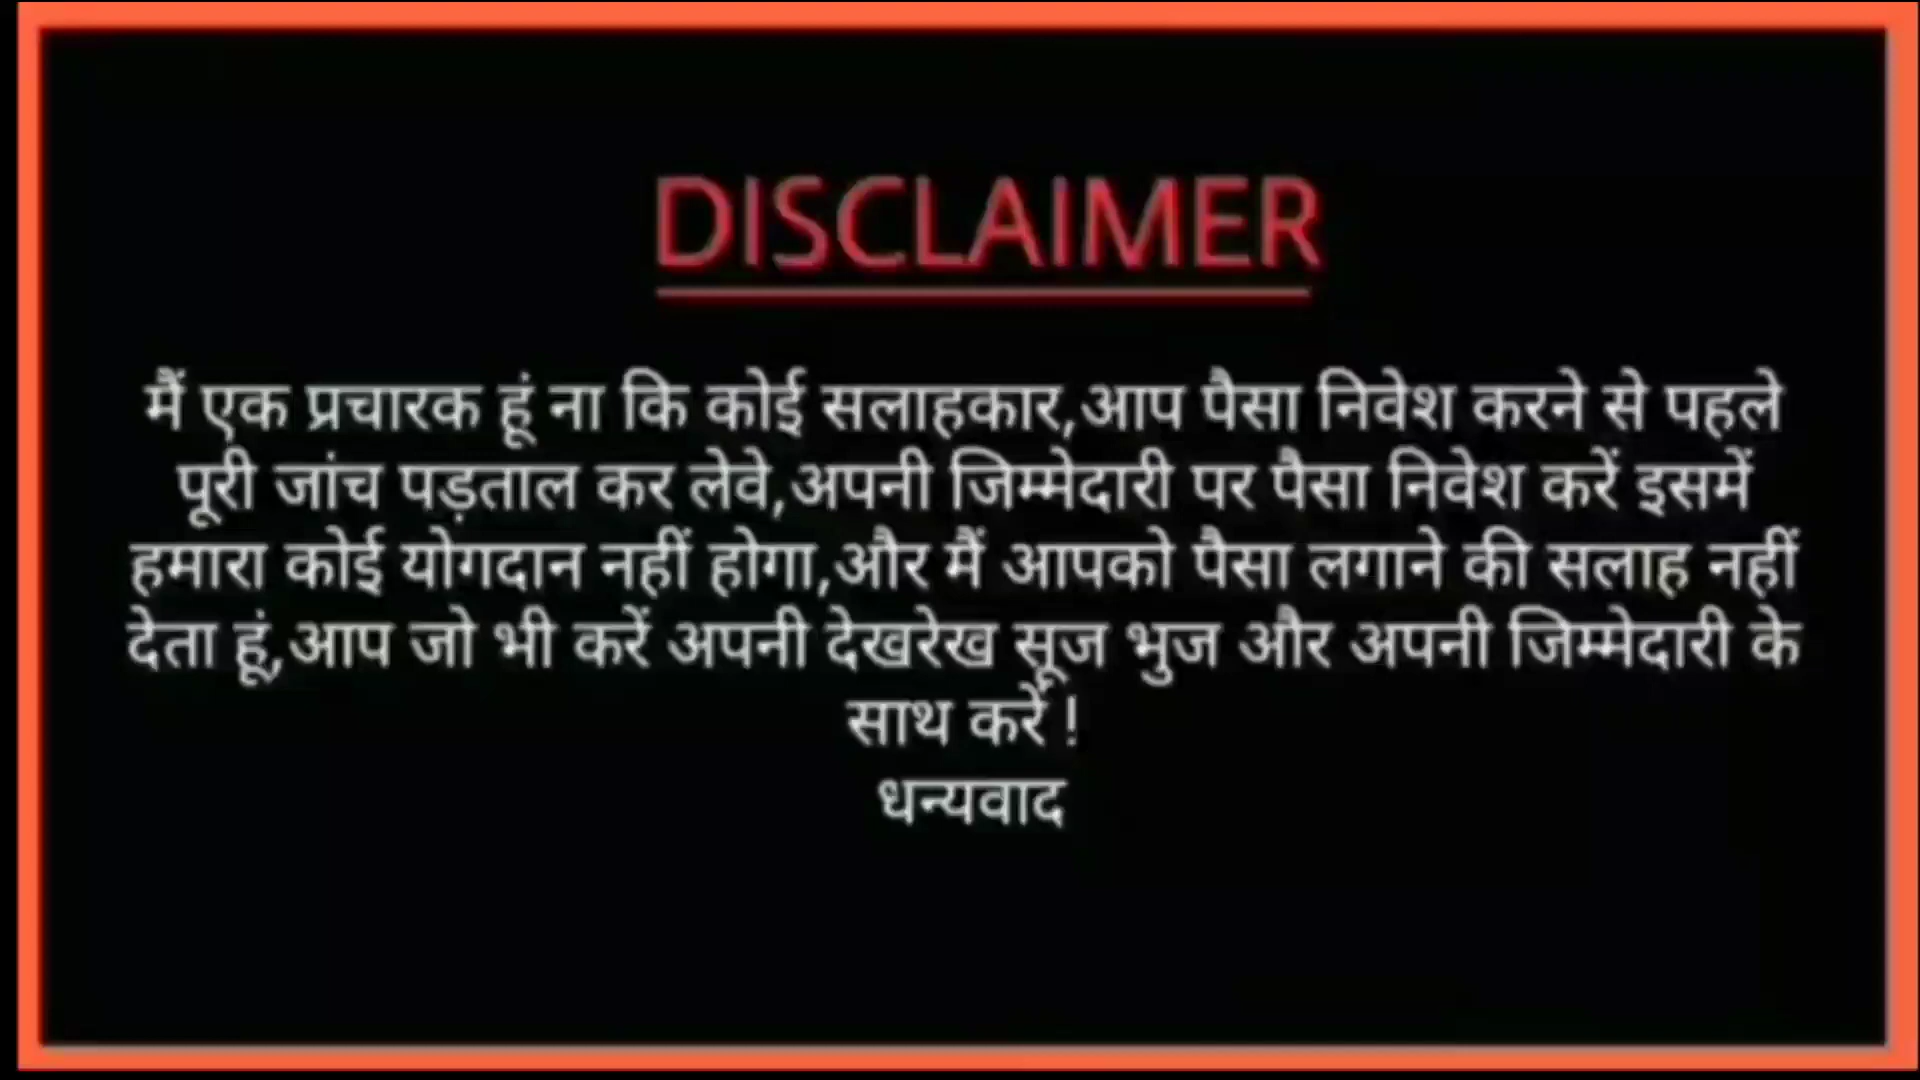 DISCLAIMER
मैं एक प्रचारक हूं ना कि कोई सलाहकार,आप पैसा निवेश करने से पहले
पूरी जांच पड़ताल कर लेवे,अपनी जिम्मेदारी पर पैसा निवेश करें इसमें
हमारा कोई योगदान नहीं होगा,और मैं आपको पैसा लगाने की सलाह नहीं
देता हूं,आप जो भी करें अपनी देखरेख सूज भुज और अपनी जिम्मेदारी के
साथ करें !
धन्यवाद